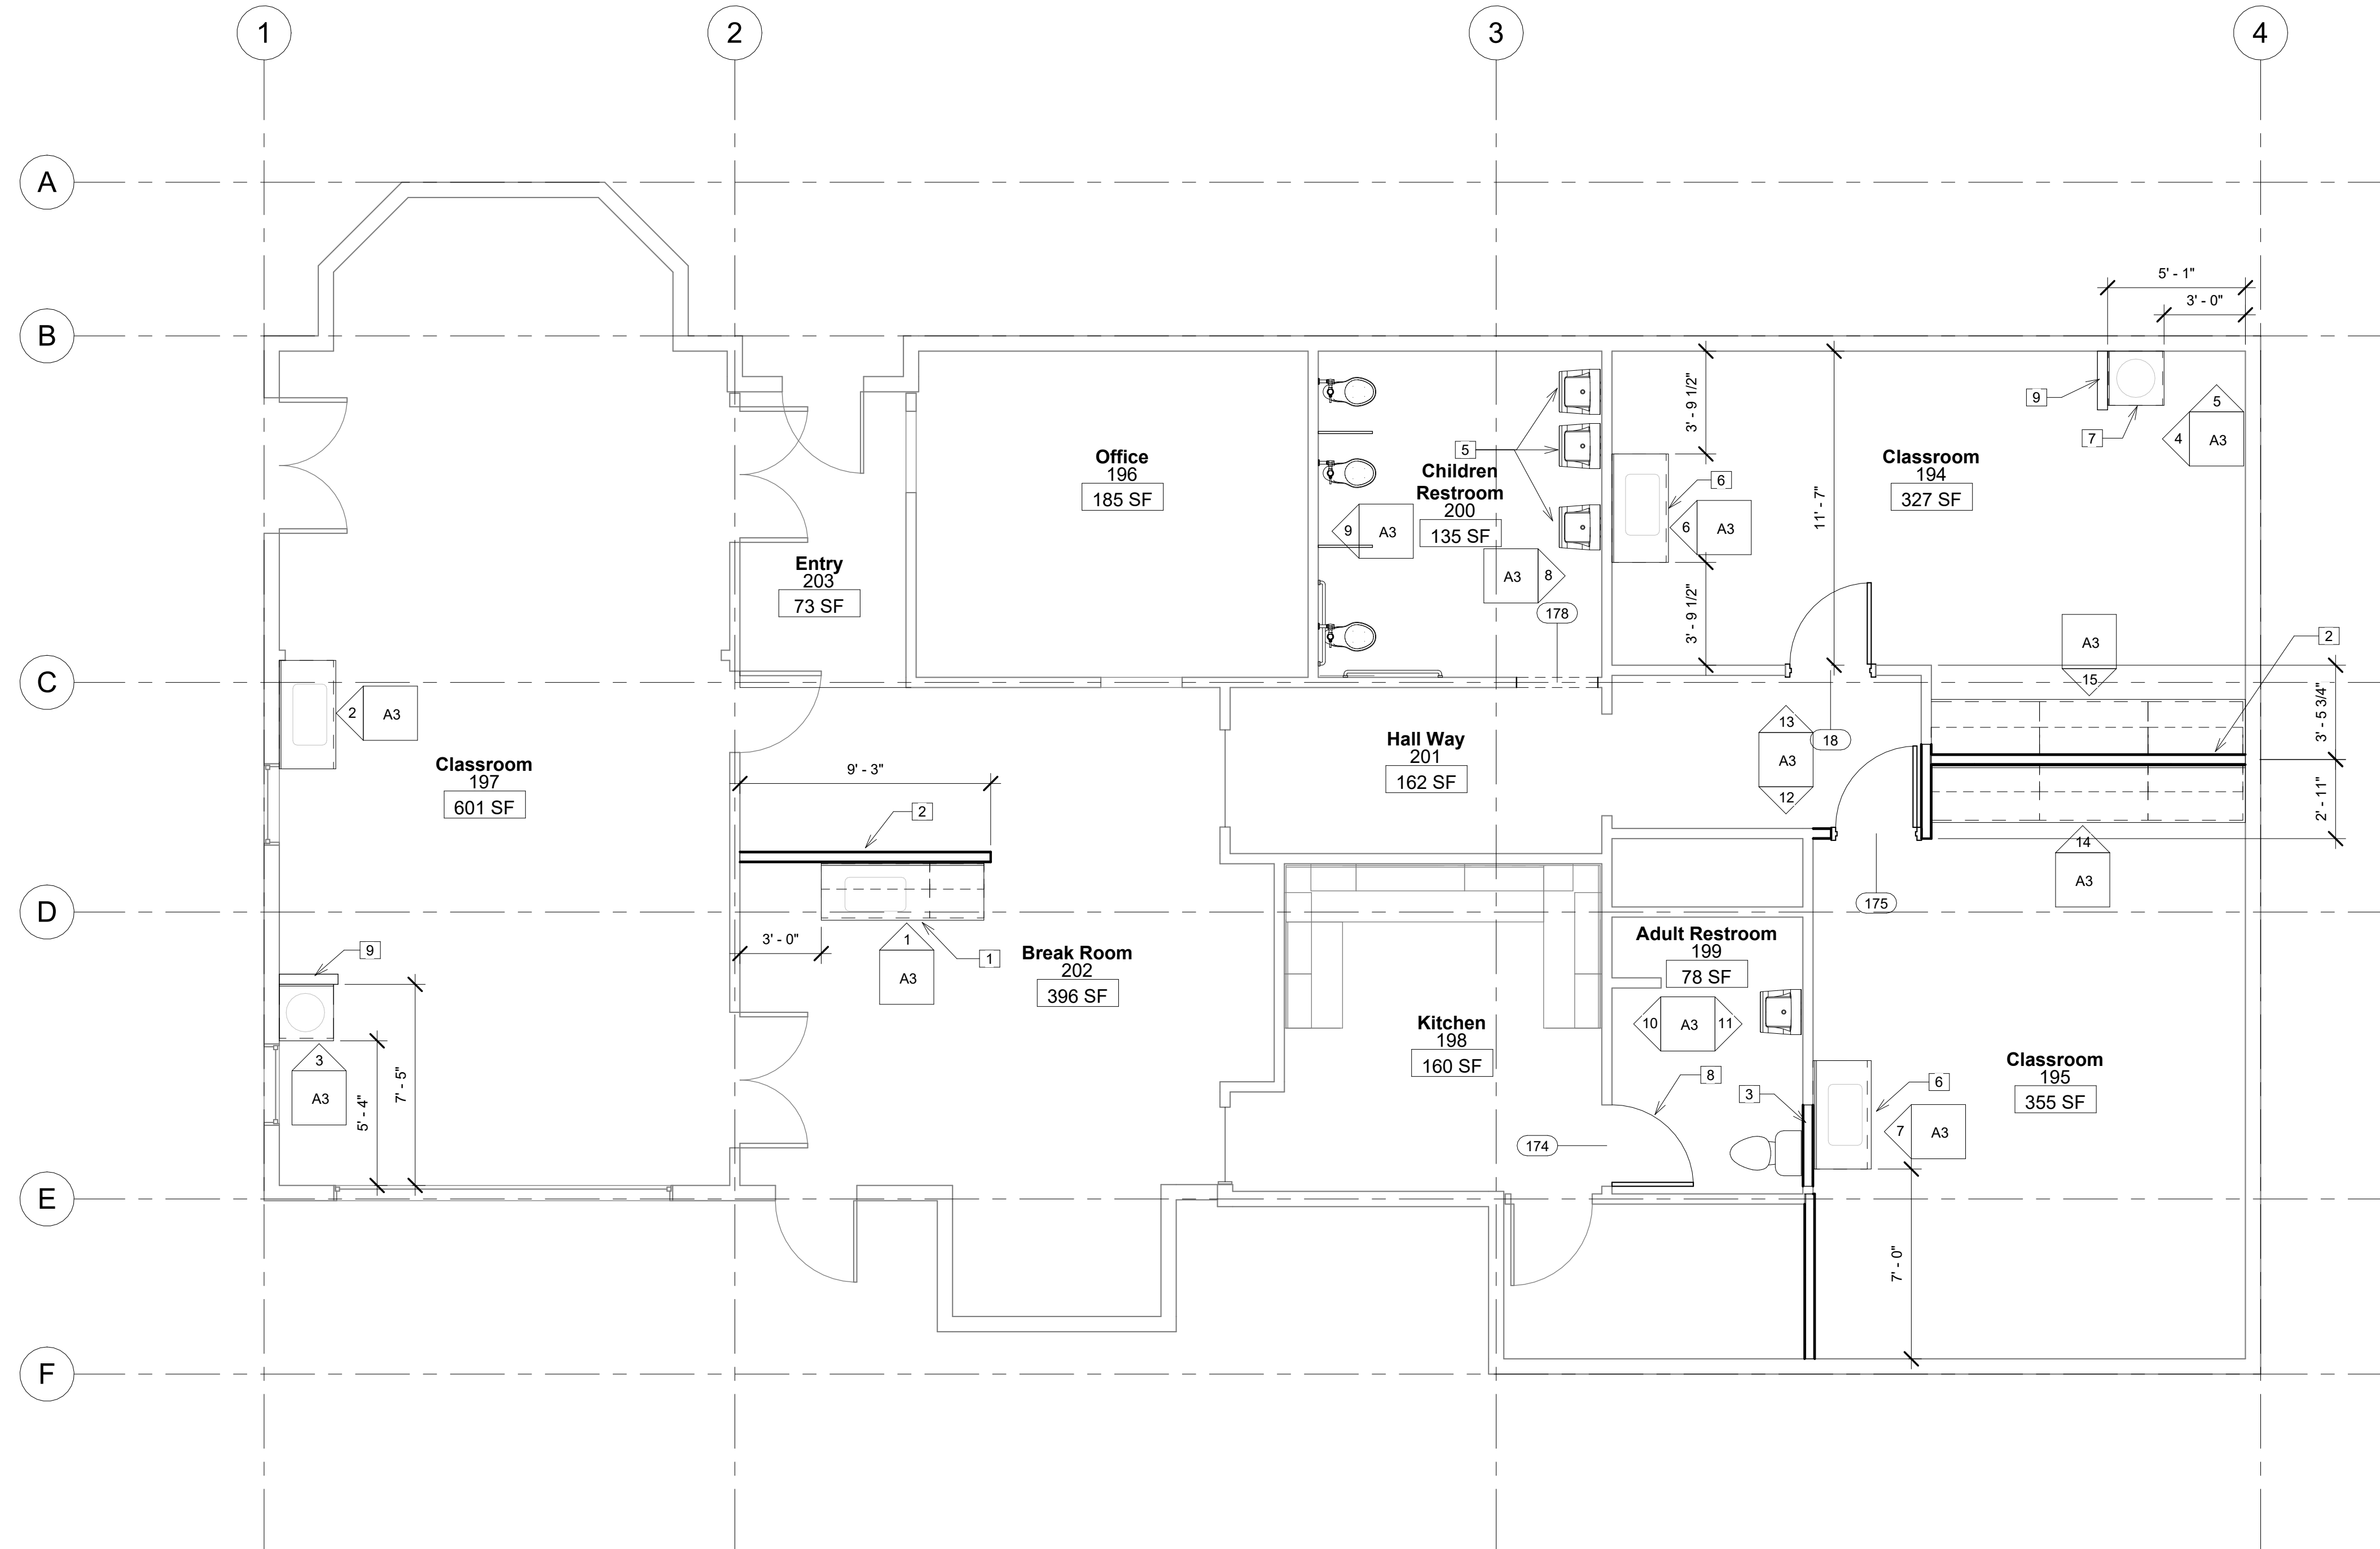 1
2
3
4
A
5' - 1"
3' - 0"
B
3' - 9 1/2"
9
5
7
4
A3
Office
196
185 SF
5
Children
Restroom
200
135 SF
6
Classroom
194
327 SF
11' - 7"
9
A3
6
A3
A3
8
Entry
203
73 SF
178
3' - 9 1/2"
A3
15
2
C
2
A3
13
A3
12
18
3' - 5 3/4"
Hall Way
201
162 SF
Classroom
197
601 SF
9' - 3"
2
2' - 11"
14
A3
D
175
3' - 0"
1
A3
1
Break Room
202
396 SF
Adult Restroom
199
78 SF
9
10
A3
11
Kitchen
198
160 SF
3
A3
5' - 4"
7' - 5"
8
3
6
Classroom
195
355 SF
174
7
A3
E
7' - 0"
F